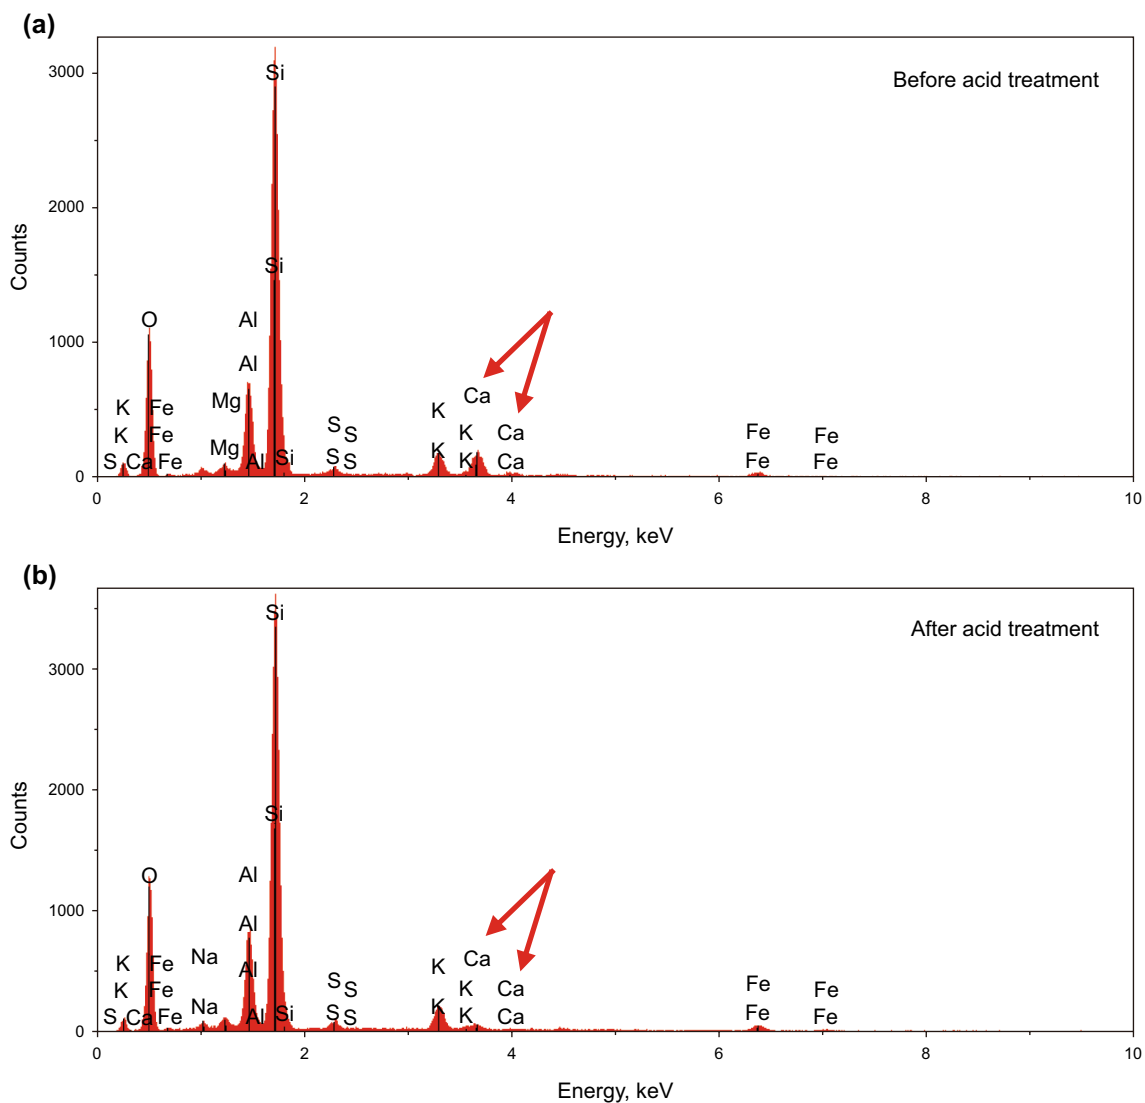 (a)
Before acid treatment
Counts
3000
2000
1000
0
Si
Si
O Al
Al
K Fe Mg K Ca
K Fe Mg S S K Ca Fe Fe
S Ca Fe Al Si S S K K Ca Fe Fe
0 2 4 6 8 10
Energy, keV
(b)
After acid treatment
Counts
3000
2000
1000
0
Si
Si
O Al
Al
K Fe Na Al K Ca
K Fe Na S S K K Ca Fe Fe
S Ca Fe Al Si S S K Ca Fe Fe
0 2 4 6 8 10
Energy, keV